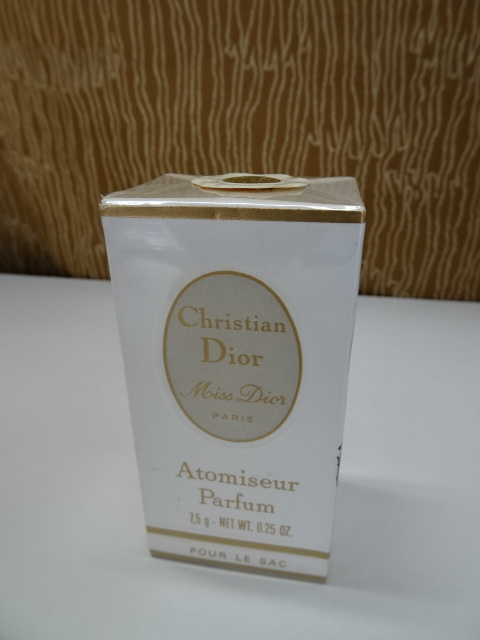 Christian
Dior
Miss Dior
PARIS
Atomiseur
Parfum
7,5 g - NET WT. 0.25 OZ.
POUR LE SAC